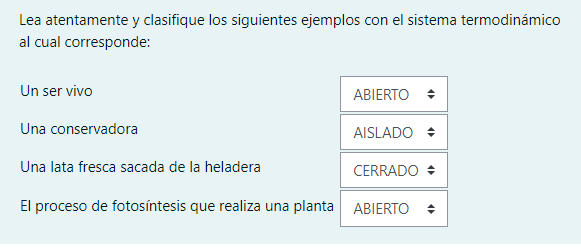 Lea atentamente y clasifique los siguientes ejemplos con el sistema termodinámico
al cual corresponde:
Un ser vivo ABIERTO
Una conservadora AISLADO
Una lata fresca sacada de la heladera CERRADO
El proceso de fotosíntesis que realiza una planta ABIERTO